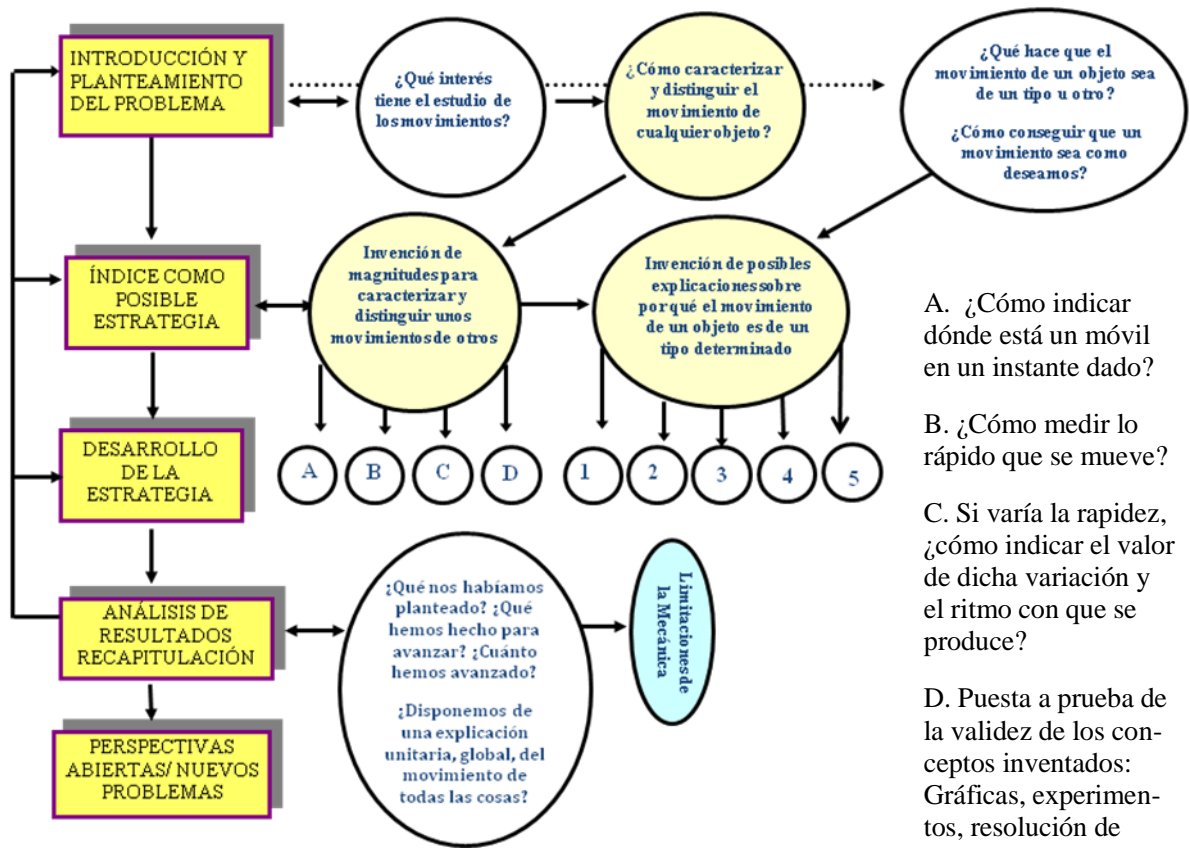 INTRODUCCIÓN Y
PLANTEAMIENTO
DEL PROBLEMA
¿Qué interés
tiene el estudio de
los movimientos?
¿Cómo caracterizar
y distinguir el
movimiento de
cualquier objeto?
¿Qué hace que el
movimiento de un objeto sea
de un tipo u otro?
¿Cómo conseguir que un
movimiento sea como
deseamos?
ÍNDICE COMO
POSIBLE
ESTRATEGIA
Invención de
magnitudes para
caracterizar y
distinguir unos
movimientos de otros
Invención de posibles
explicaciones sobre
por qué el movimiento
de un objeto es de un
tipo determinado
DESARROLLO
DE LA
ESTRATEGIA
A
B
C
D
1
2
3
4
5
ANÁLISIS DE
RESULTADOS
RECAPITULACIÓN
¿Qué nos habíamos
planteado? ¿Qué
hemos hecho para
avanzar? ¿Cuánto
hemos avanzado?
¿Disponemos de
una explicación
unitaria, global, del
movimiento de
todas las cosas?
Limitaciones de
la Mecánica
PERSPECTIVAS
ABIERTAS/ NUEVOS
PROBLEMAS
A. ¿Cómo indicar
dónde está un móvil
en un instante dado?
B. ¿Cómo medir lo
rápido que se mueve?
C. Si varía la rapidez,
¿cómo indicar el valor
de dicha variación y
el ritmo con que se
produce?
D. Puesta a prueba de
la validez de los con-
ceptos inventados:
Gráficas, experimen-
tos, resolución de